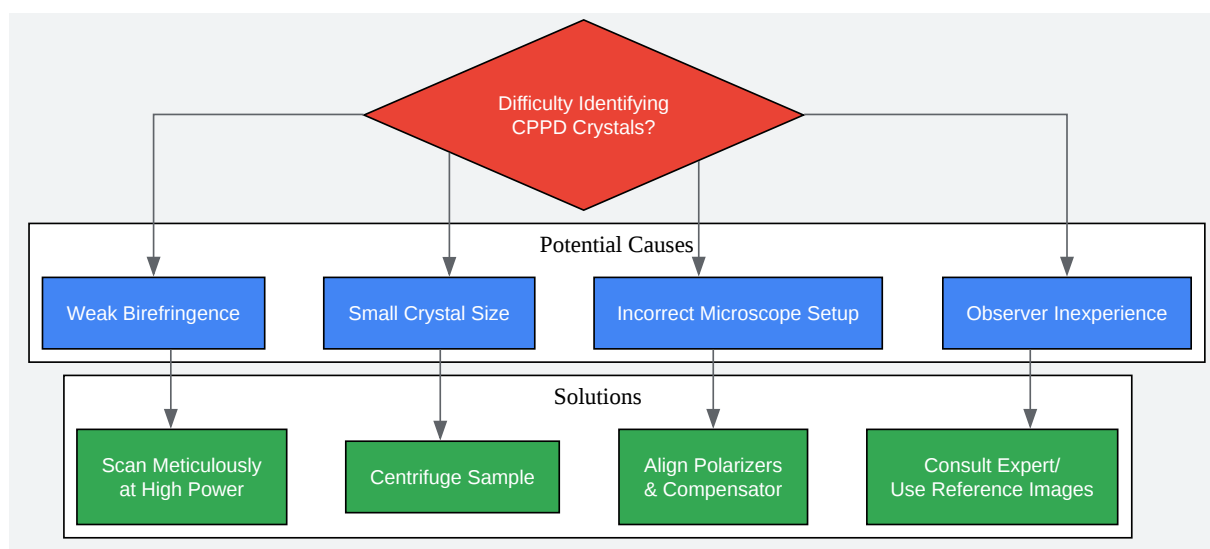 Difficulty Identifying
CPPD Crystals?
Potential Causes
Weak Birefringence
Small Crystal Size
Incorrect Microscope Setup
Observer Inexperience
Solutions
Scan Meticulously
at High Power
Centrifuge Sample
Align Polarizers
& Compensator
Consult Expert/
Use Reference Images